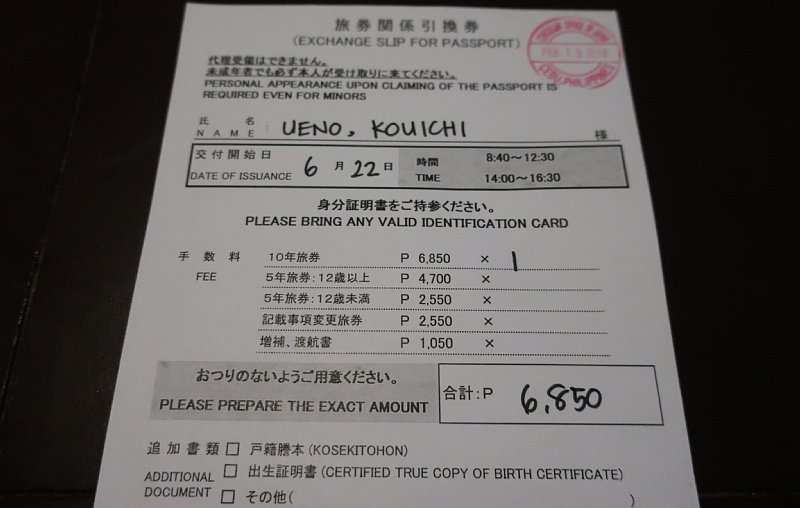 旅券関係引換券
(EXCHANGE SLIP FOR PASSPORT)
代理受領はできません。
未成年者でも必ず本人が受け取りに来てください。
PERSONAL APPEARANCE UPON CLAIMING OF THE PASSPORT IS
REQUIRED EVEN FOR MINORS
氏 名
NAME : UENO, KOUICHI 様
交付開始日 6月22日 時間 8:40～12:30
DATE OF ISSUANCE TIME 14:00～16:30
身分証明書をご持参ください。
PLEASE BRING ANY VALID IDENTIFICATION CARD
手 数 料 10年旅券 P 6,850 × 1
FEE 5年旅券:12歳以上 P 4,700 ×
5年旅券:12歳未満 P 2,550 ×
記載事項変更旅券 P 2,550 ×
増補、渡航書 P 1,050 ×
おつりのないようご用意ください。 合計:P 6,850
PLEASE PREPARE THE EXACT AMOUNT
追加書類 □ 戸籍謄本(KOSEKITOHON)
ADDITIONAL □ 出生証明書(CERTIFIED TRUE COPY OF BIRTH CERTIFICATE)
DOCUMENT □ その他( )